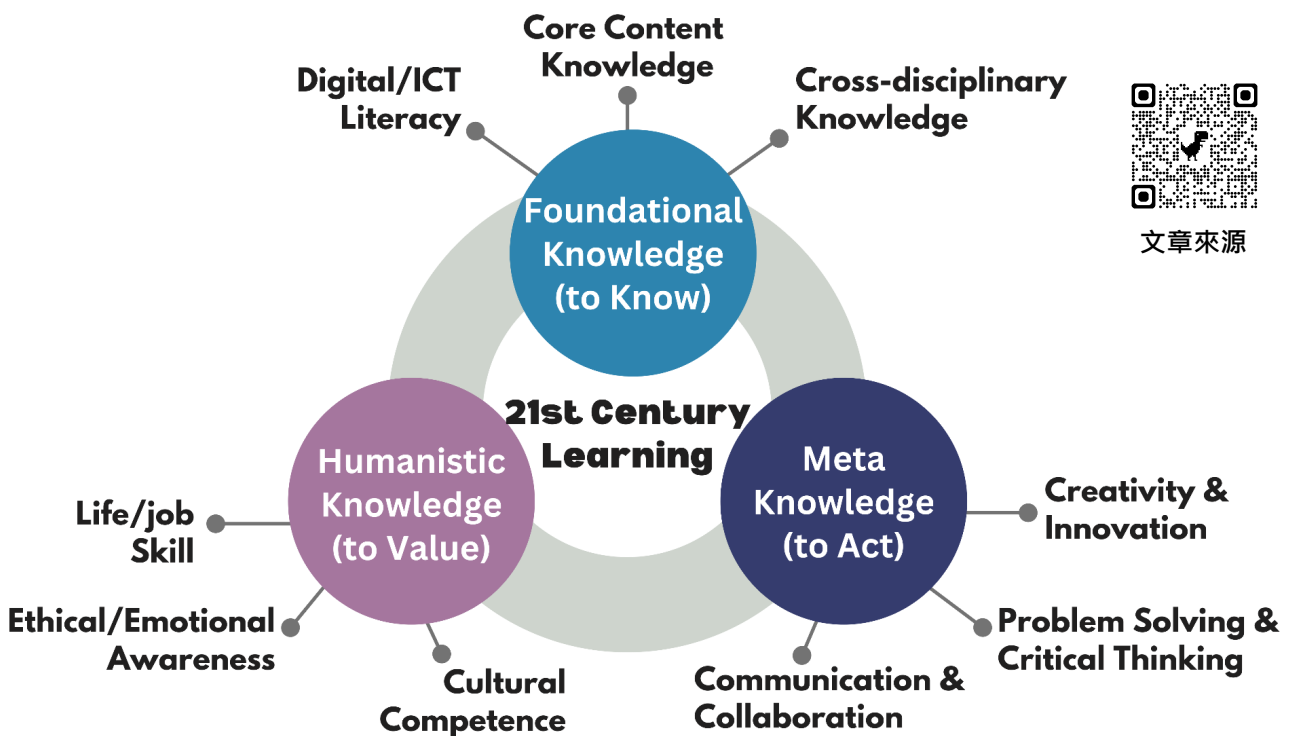 Core Content
Knowledge
Digital/ICT
Literacy
Cross-disciplinary
Knowledge
文章來源
Foundational
Knowledge
(to Know)
21st Century
Learning
Humanistic
Knowledge
(to Value)
Meta
Knowledge
(to Act)
Life/job
Skill
Ethical/Emotional
Awareness
Cultural
Competence
Creativity &
Innovation
Problem Solving &
Critical Thinking
Communication &
Collaboration